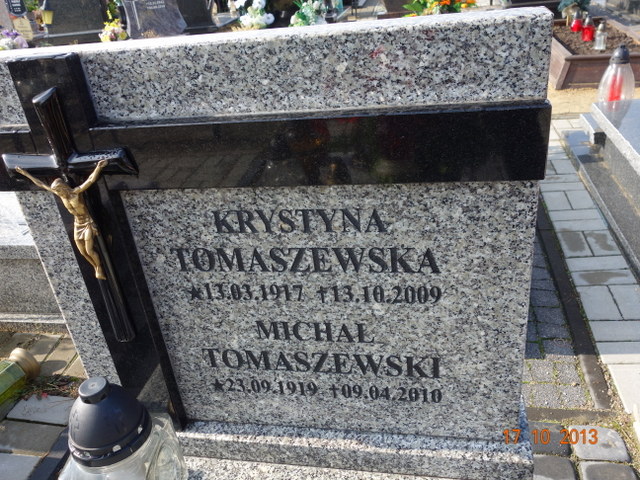 KRYSTYNA
TOMASZEWSKA
★13.03.1917 †13.10.2009
MICHAŁ
TOMASZEWSKI
★23.09.1919 †09.04.2010
17 10 2013